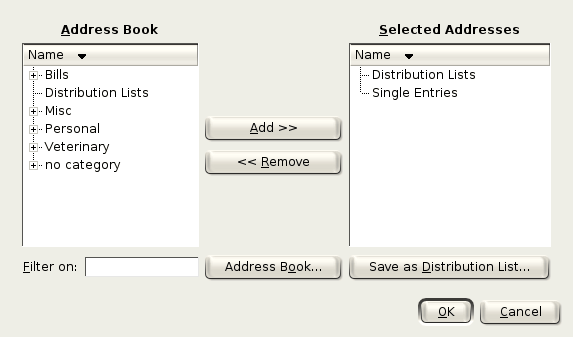 Address Book
Selected Addresses
Name
Name
Bills
Distribution Lists
Misc
Personal
Veterinary
no category
Add >>
<< Remove
Distribution Lists
Single Entries
Filter on:
Address Book...
Save as Distribution List...
OK
Cancel